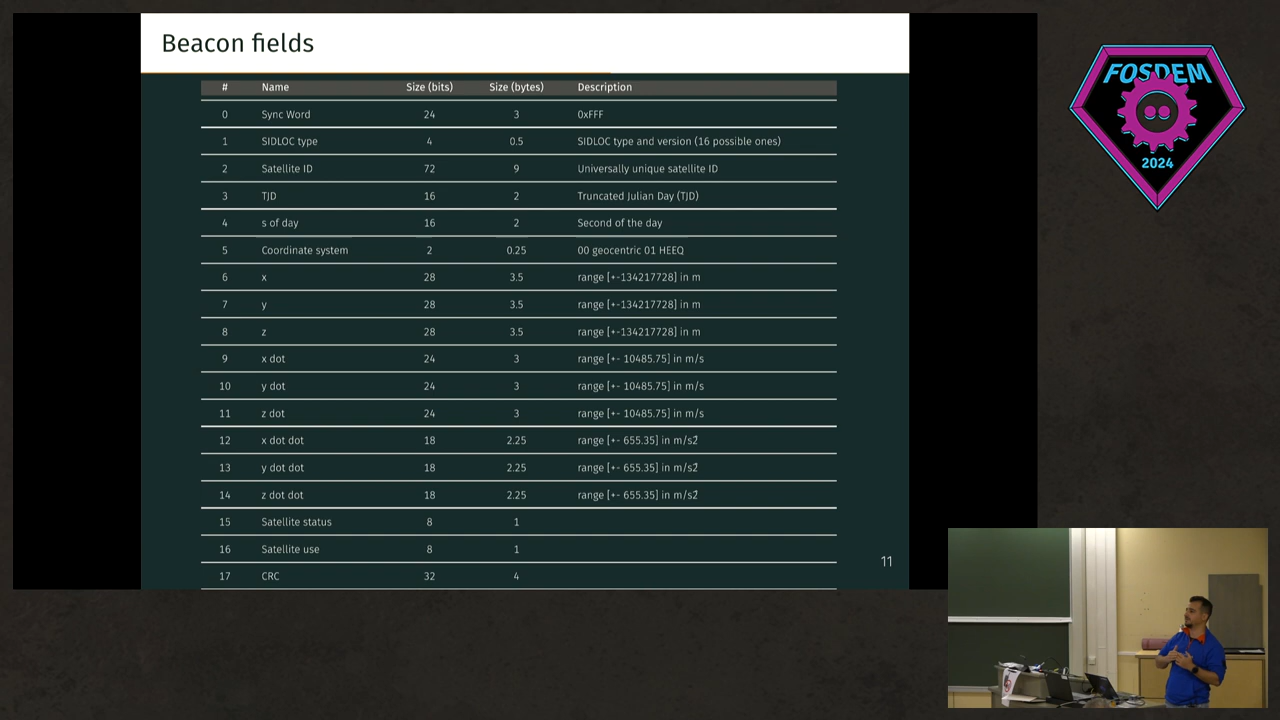 Beacon fields
# Name Size (bits) Size (bytes) Description
0 Sync Word 24 3 0xFFF
1 SIDLOC type 4 0.5 SIDLOC type and version (16 possible ones)
2 Satellite ID 72 9 Universally unique satellite ID
3 TJD 16 2 Truncated Julian Day (TJD)
4 s of day 16 2 Second of the day
5 Coordinate system 2 0.25 00 geocentric 01 HEEQ
6 x 28 3.5 range [+-134217728] in m
7 y 28 3.5 range [+-134217728] in m
8 z 28 3.5 range [+-134217728] in m
9 x dot 24 3 range [+- 10485.75] in m/s
10 y dot 24 3 range [+- 10485.75] in m/s
11 z dot 24 3 range [+- 10485.75] in m/s
12 x dot dot 18 2.25 range [+- 655.35] in m/s2
13 y dot dot 18 2.25 range [+- 655.35] in m/s2
14 z dot dot 18 2.25 range [+- 655.35] in m/s2
15 Satellite status 8 1
16 Satellite use 8 1
17 CRC 32 4
11
FOSDEM
2024